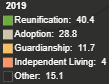 2019
Reunification: 40.4
Adoption: 28.8
Guardianship: 11.7
Independent Living: 4
Other: 15.1